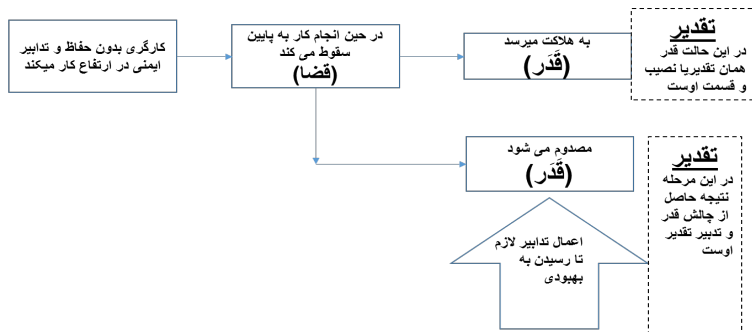 کارگری بدون حفاظ و تدابیر
ایمنی در ارتفاع کار میکند
در حین انجام کار به پایین
سقوط می کند
(قضا)
به هلاکت میرسد
(قَدَر)
تقدیر
در این حالت قدر
همان تقدیریا نصیب
و قسمت اوست
مصدوم می شود
(قَدَر)
تقدیر
در این مرحله
نتیجه حاصل
از چالش قدر
و تدبیر تقدیر
اوست
اعمال تدابیر لازم
تا رسیدن به
بهبودی